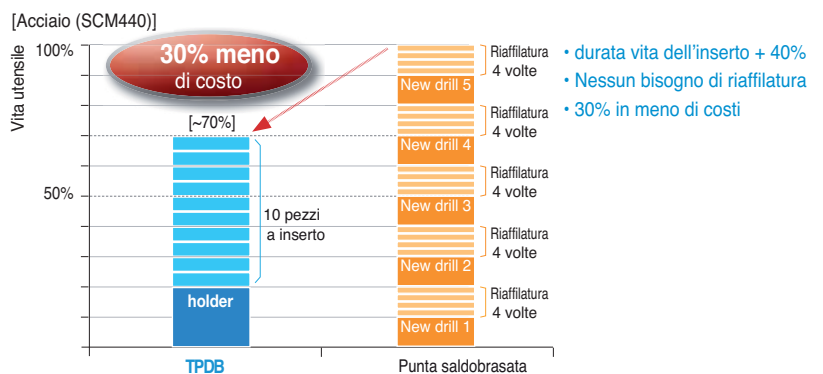 [Acciaio (SCM440)]
Vita utensile
100%
50%
30% meno
di costo
[~70%]
10 pezzi
a inserto
holder
TPDB
New drill 5
New drill 4
New drill 3
New drill 2
New drill 1
Riaffilatura
4 volte
Riaffilatura
4 volte
Riaffilatura
4 volte
Riaffilatura
4 volte
Riaffilatura
4 volte
Punta saldobrasata
• durata vita dell'inserto + 40%
• Nessun bisogno di riaffilatura
• 30% in meno di costi